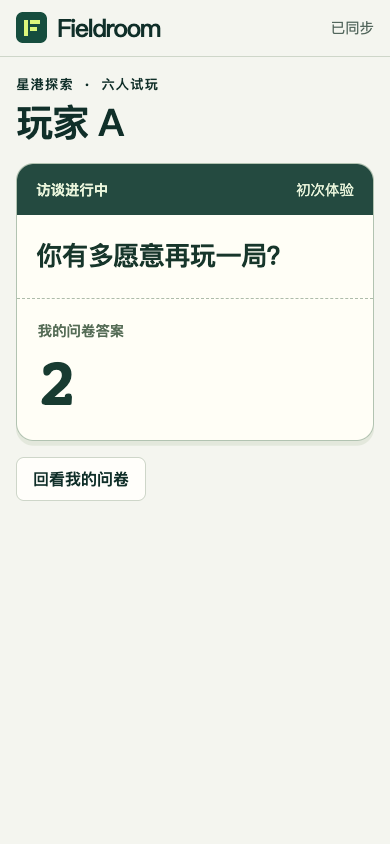 Fieldroom
已同步
星港探索 · 六人试玩
玩家 A
访谈进行中
初次体验
你有多愿意再玩一局?
我的问卷答案
2
回看我的问卷